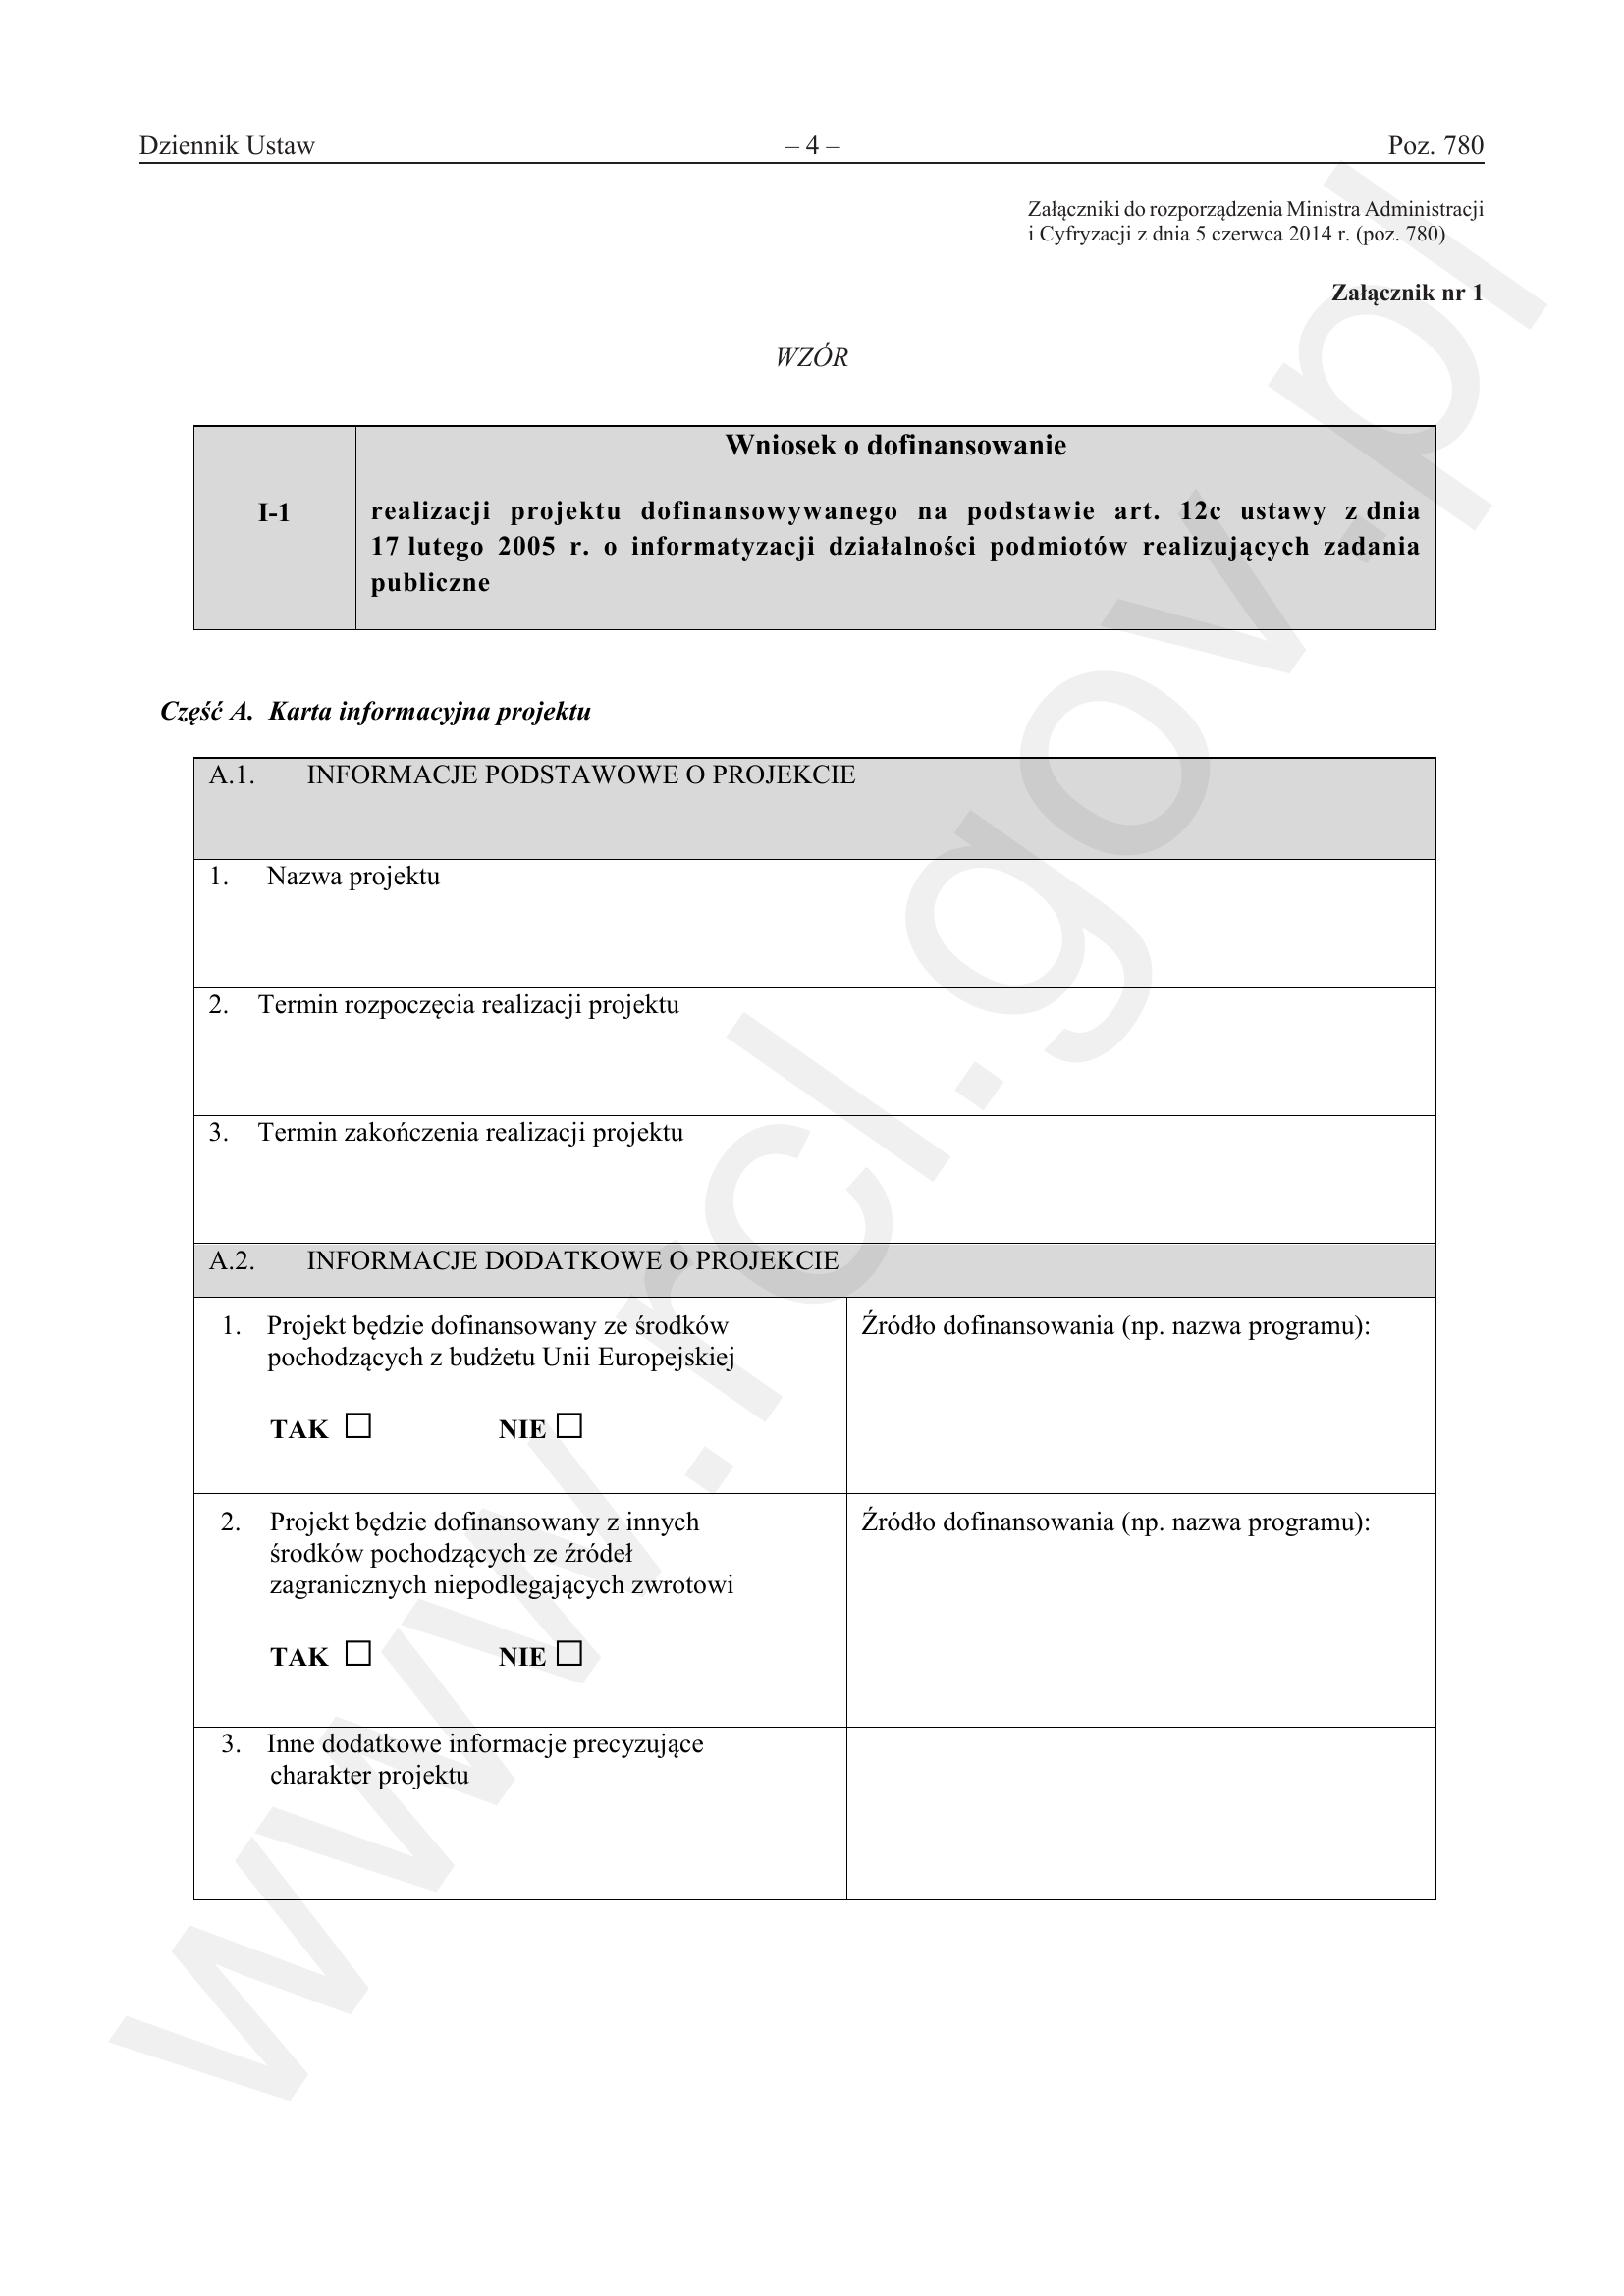 Dziennik Ustaw – 4 – Poz. 780
Załączniki do rozporządzenia Ministra Administracji
i Cyfryzacji z dnia 5 czerwca 2014 r. (poz. 780)
Załącznik nr 1
WZÓR
Wniosek o dofinansowanie
I-1
realizacji projektu dofinansowywanego na podstawie art. 12c ustawy z dnia
17 lutego 2005 r. o informatyzacji działalności podmiotów realizujących zadania
publiczne
Część A. Karta informacyjna projektu
A.1. INFORMACJE PODSTAWOWE O PROJEKCIE
1. Nazwa projektu
2. Termin rozpoczęcia realizacji projektu
3. Termin zakończenia realizacji projektu
A.2. INFORMACJE DODATKOWE O PROJEKCIE
1. Projekt będzie dofinansowany ze środków
pochodzących z budżetu Unii Europejskiej
TAK ☐ NIE ☐
Źródło dofinansowania (np. nazwa programu):
2. Projekt będzie dofinansowany z innych
środków pochodzących ze źródeł
zagranicznych niepodlegających zwrotowi
TAK ☐ NIE ☐
Źródło dofinansowania (np. nazwa programu):
3. Inne dodatkowe informacje precyzujące
charakter projektu
www.rcl.gov.pl